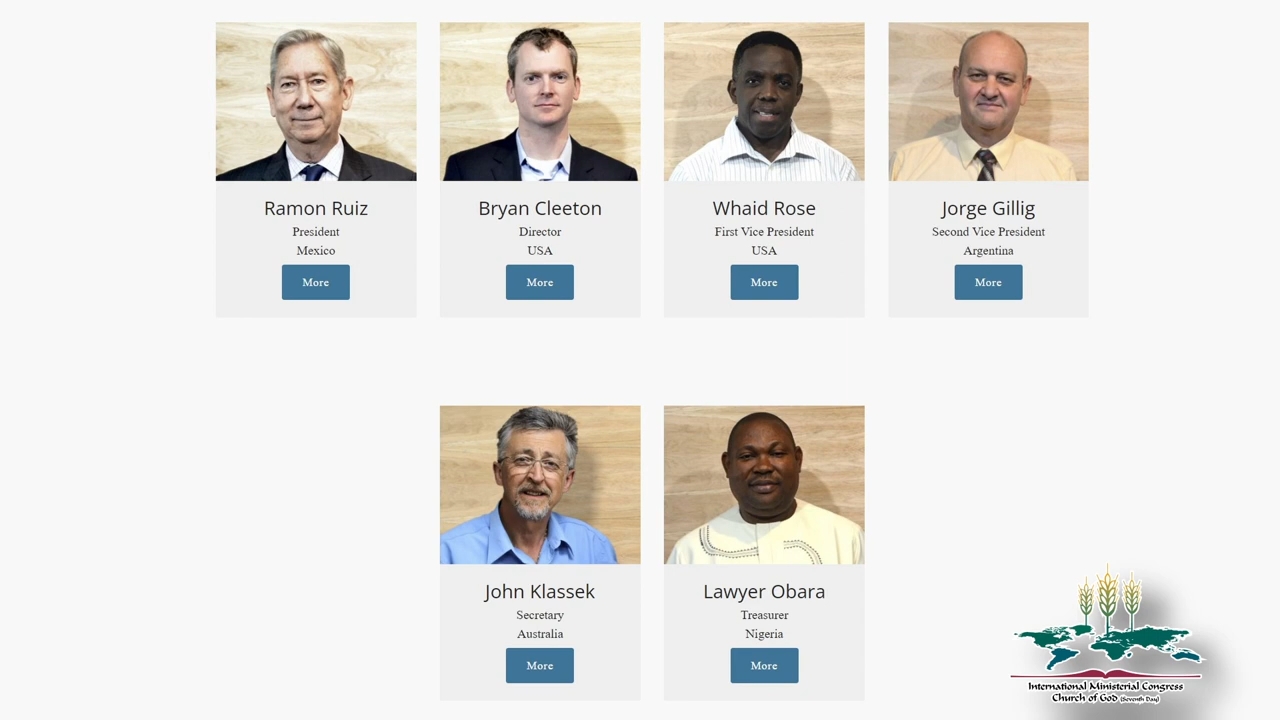 Ramon Ruiz
President
Mexico
More
Bryan Cleeton
Director
USA
More
Whaid Rose
First Vice President
USA
More
Jorge Gillig
Second Vice President
Argentina
More
John Klassek
Secretary
Australia
More
Lawyer Obara
Treasurer
Nigeria
More
International Ministerial Congress
Church of God (Seventh Day)